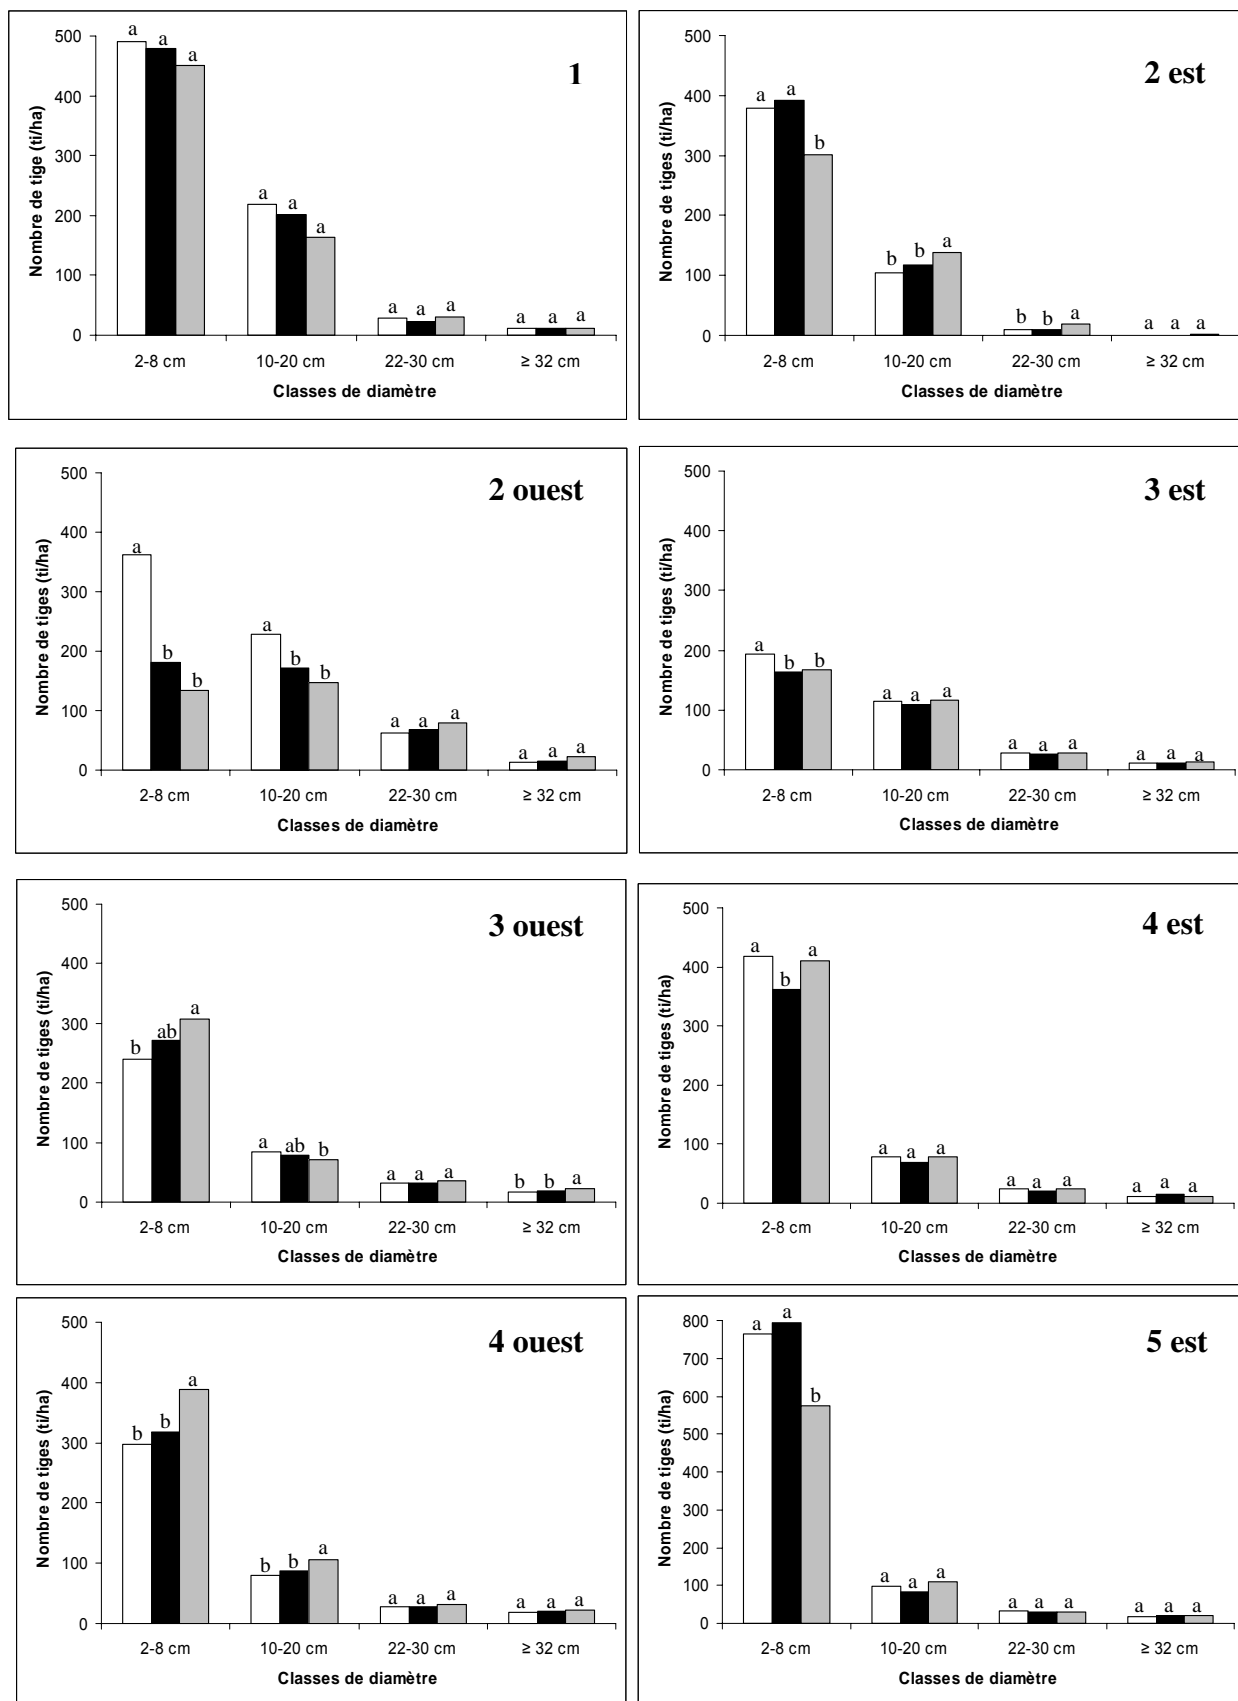 1
Nombre de tige (ti/ha)
500
400
300
200
100
0
a a a
a a a
a a a
a a a
2-8 cm 10-20 cm 22-30 cm ≥ 32 cm
Classes de diamètre
2 est
Nombre de tiges (ti/ha)
500
400
300
200
100
0
a a b
b b a
b b a
a a a
2-8 cm 10-20 cm 22-30 cm ≥ 32 cm
Classes de diamètre
2 ouest
Nombre de tiges (ti/ha)
500
400
300
200
100
0
a b b
a b b
a a a
a a a
2-8 cm 10-20 cm 22-30 cm ≥ 32 cm
Classes de diamètre
3 est
Nombre de tiges (ti/ha)
500
400
300
200
100
0
a b b
a a a
a a a
a a a
2-8 cm 10-20 cm 22-30 cm ≥ 32 cm
Classes de diamètre
3 ouest
Nombre de tiges (ti/ha)
500
400
300
200
100
0
b ab a
a ab b
a a a
b b a
2-8 cm 10-20 cm 22-30 cm ≥ 32 cm
Classes de diamètre
4 est
Nombre de tiges (ti/ha)
500
400
300
200
100
0
a b a
a a a
a a a
a a a
2-8 cm 10-20 cm 22-30 cm ≥ 32 cm
Classes de diamètre
4 ouest
Nombre de tiges (ti/ha)
500
400
300
200
100
0
b b a
b b a
a a a
a a a
2-8 cm 10-20 cm 22-30 cm ≥ 32 cm
Classes de diamètre
5 est
Nombre de tiges (ti/ha)
800
700
600
500
400
300
200
100
0
a a b
a a a
a a a
a a a
2-8 cm 10-20 cm 22-30 cm ≥ 32 cm
Classes de diamètre